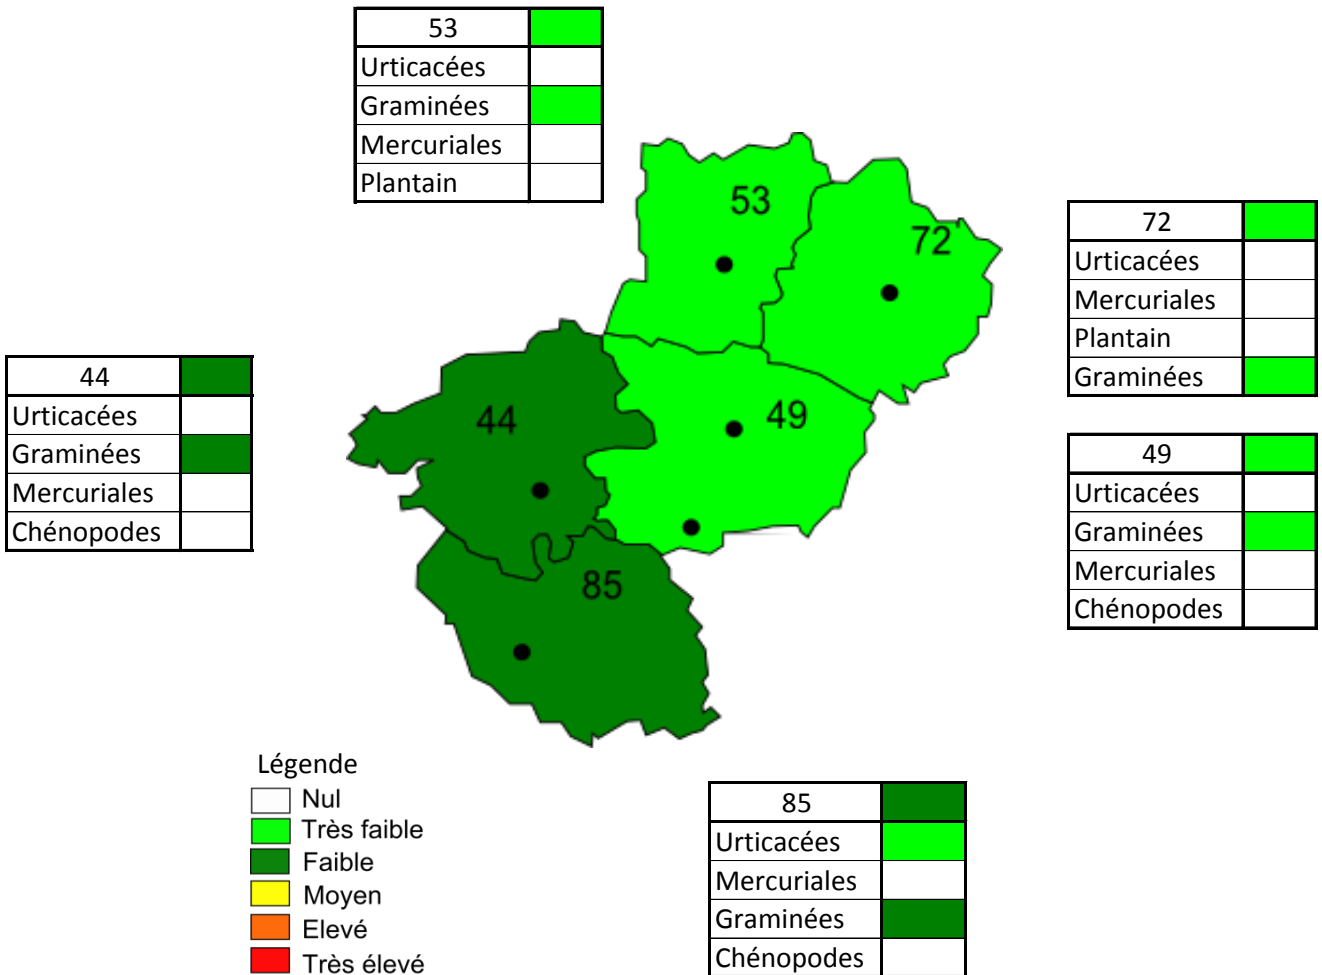 53
Urticacées
Graminées
Mercuriales
Plantain
53
72
72
Urticacées
Mercuriales
Plantain
Graminées
44
Urticacées
Graminées
Mercuriales
Chénopodes
44
49
49
Urticacées
Graminées
Mercuriales
Chénopodes
85
Légende
Nul
Très faible
Faible
Moyen
Elevé
Très élevé
85
Urticacées
Mercuriales
Graminées
Chénopodes